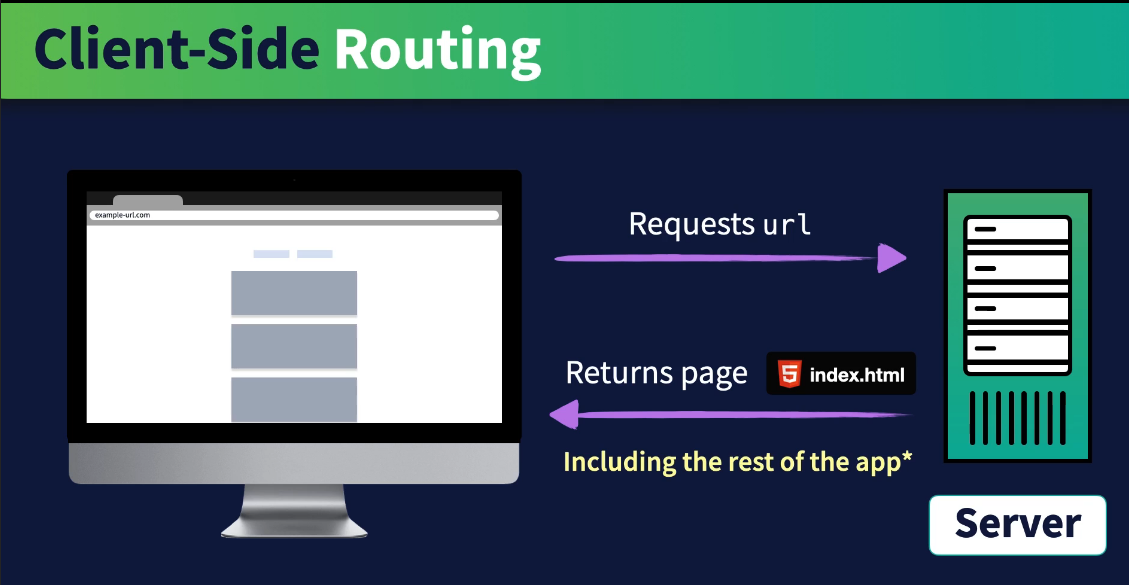 Client-Side Routing
example-url.com
Requests url
Returns page
index.html
Including the rest of the app*
Server